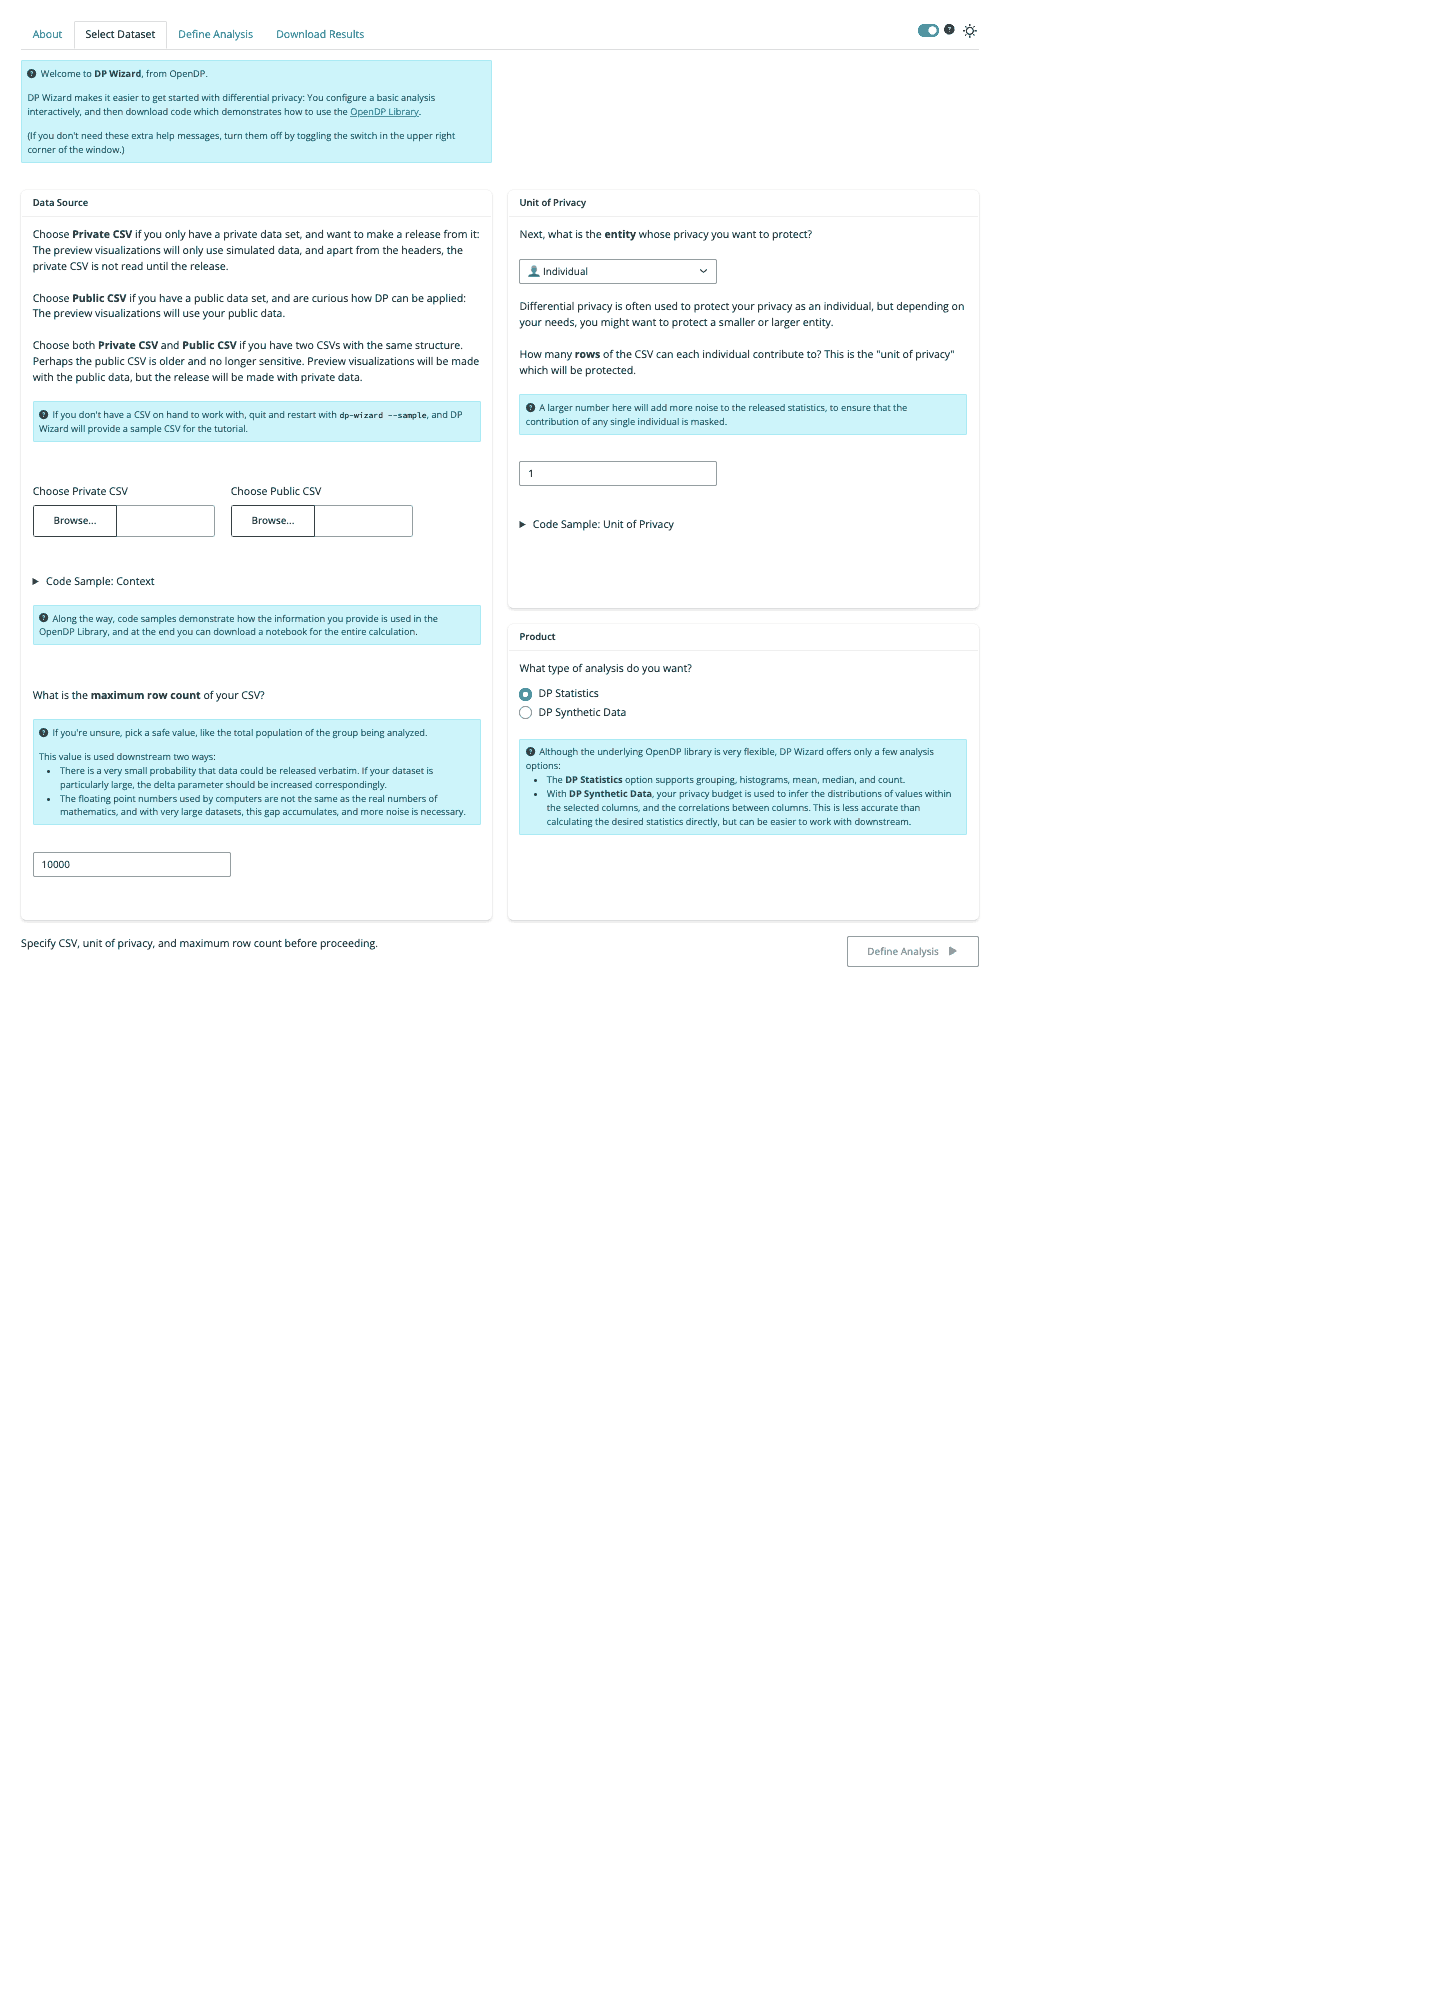 About
Select Dataset
Define Analysis
Download Results
Welcome to DP Wizard, from OpenDP.
DP Wizard makes it easier to get started with differential privacy: You configure a basic analysis
interactively, and then download code which demonstrates how to use the OpenDP Library.
(If you don't need these extra help messages, turn them off by toggling the switch in the upper right
corner of the window.)
Data Source
Choose Private CSV if you only have a private data set, and want to make a release from it:
The preview visualizations will only use simulated data, and apart from the headers, the
private CSV is not read until the release.
Choose Public CSV if you have a public data set, and are curious how DP can be applied:
The preview visualizations will use your public data.
Choose both Private CSV and Public CSV if you have two CSVs with the same structure.
Perhaps the public CSV is older and no longer sensitive. Preview visualizations will be made
with the public data, but the release will be made with private data.
If you don't have a CSV on hand to work with, quit and restart with dp-wizard --sample, and DP
Wizard will provide a sample CSV for the tutorial.
Choose Private CSV
Choose Public CSV
Browse...
Browse...
Code Sample: Context
Along the way, code samples demonstrate how the information you provide is used in the
OpenDP Library, and at the end you can download a notebook for the entire calculation.
What is the maximum row count of your CSV?
If you're unsure, pick a safe value, like the total population of the group being analyzed.
This value is used downstream two ways:
• There is a very small probability that data could be released verbatim. If your dataset is
particularly large, the delta parameter should be increased correspondingly.
• The floating point numbers used by computers are not the same as the real numbers of
mathematics, and with very large datasets, this gap accumulates, and more noise is necessary.
10000
Unit of Privacy
Next, what is the entity whose privacy you want to protect?
Individual
Differential privacy is often used to protect your privacy as an individual, but depending on
your needs, you might want to protect a smaller or larger entity.
How many rows of the CSV can each individual contribute to? This is the "unit of privacy"
which will be protected.
A larger number here will add more noise to the released statistics, to ensure that the
contribution of any single individual is masked.
1
Code Sample: Unit of Privacy
Product
What type of analysis do you want?
DP Statistics
DP Synthetic Data
Although the underlying OpenDP library is very flexible, DP Wizard offers only a few analysis
options:
• The DP Statistics option supports grouping, histograms, mean, median, and count.
• With DP Synthetic Data, your privacy budget is used to infer the distributions of values within
the selected columns, and the correlations between columns. This is less accurate than
calculating the desired statistics directly, but can be easier to work with downstream.
Specify CSV, unit of privacy, and maximum row count before proceeding.
Define Analysis